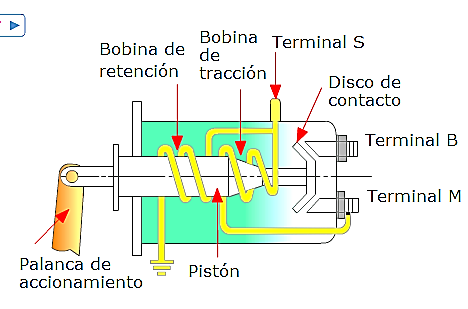 Bobina de
retención
Bobina
de
tracción
Terminal S
Disco de
contacto
Terminal B
Terminal M
Palanca de
accionamiento
Pistón